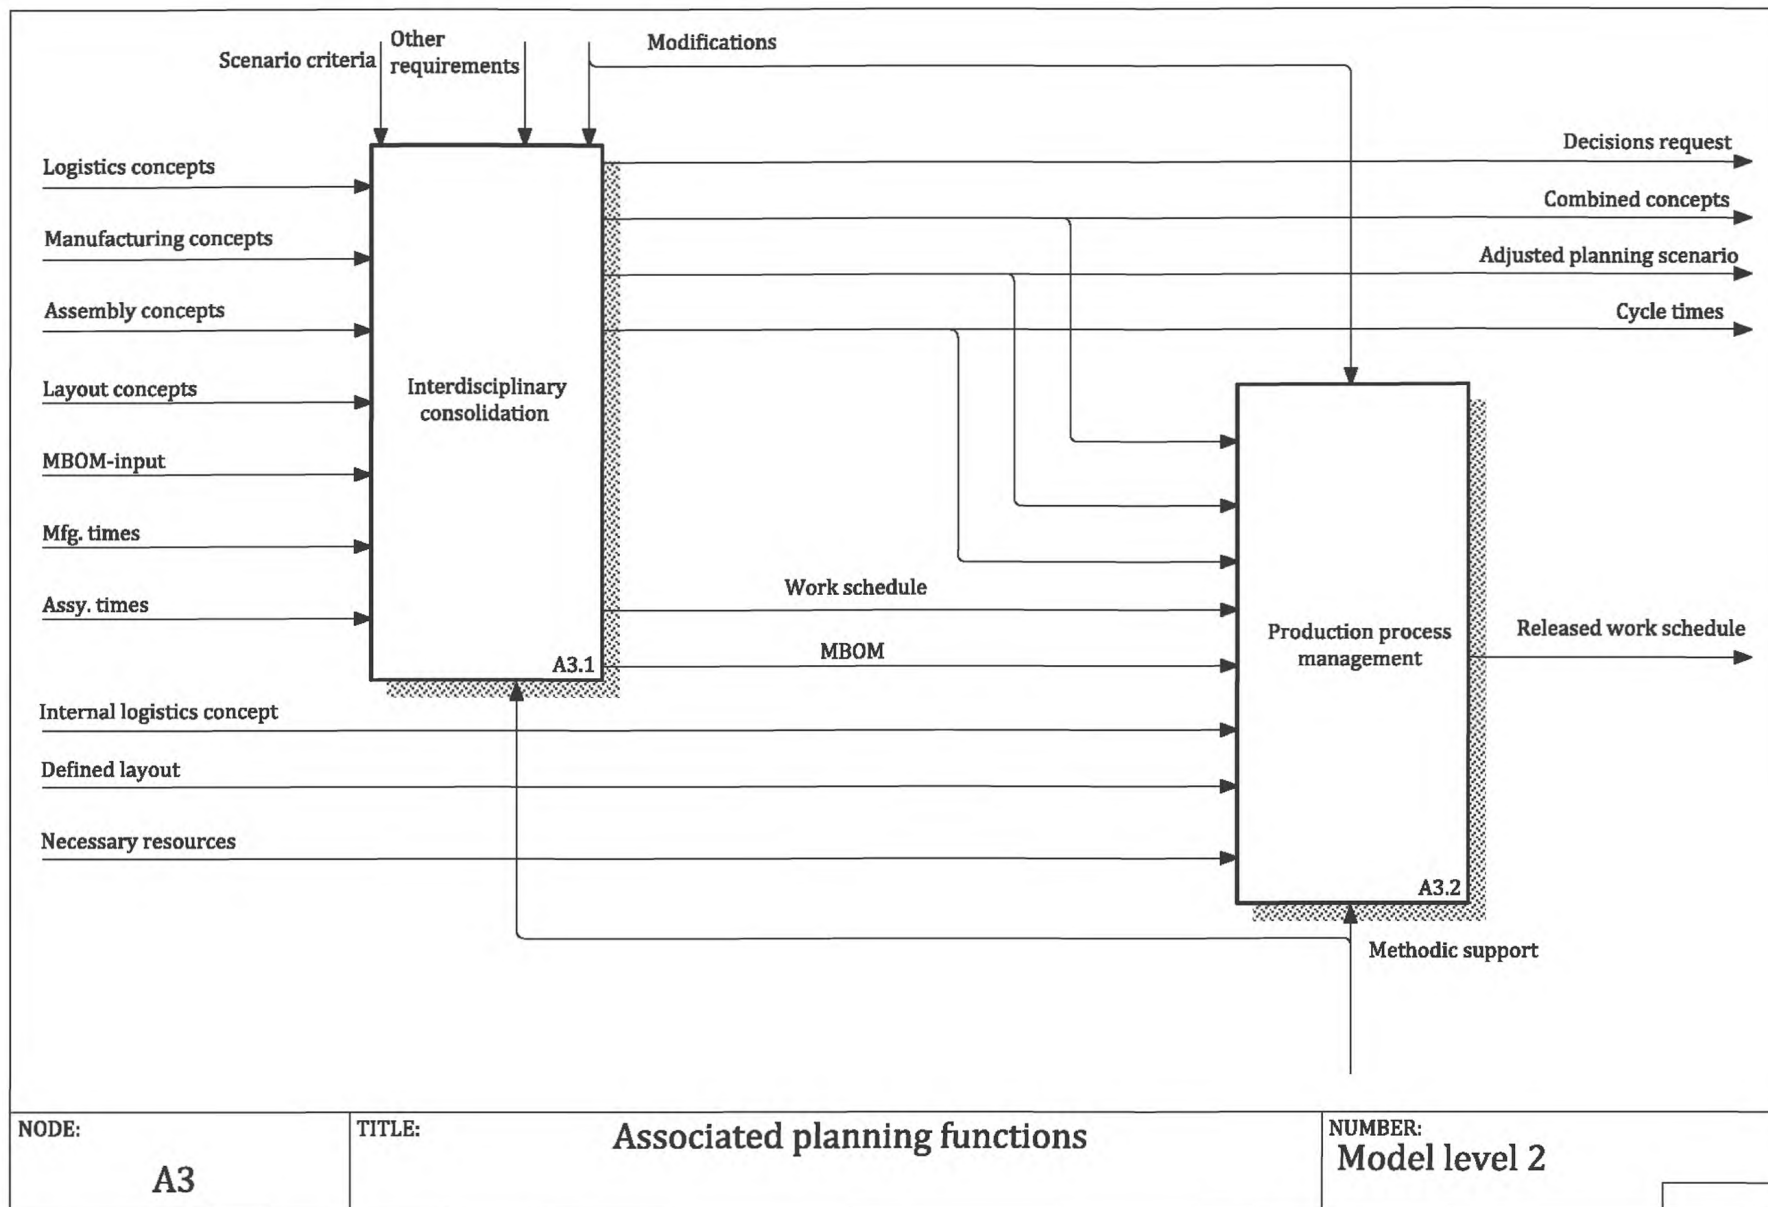 Scenario criteria
Other
requirements
Modifications
Logistics concepts
Manufacturing concepts
Assembly concepts
Layout concepts
MBOM-input
Mfg. times
Assy. times
Interdisciplinary
consolidation
A3.1
Decisions request
Combined concepts
Adjusted planning scenario
Cycle times
Work schedule
MBOM
Internal logistics concept
Defined layout
Necessary resources
Production process
management
A3.2
Released work schedule
Methodic support
NODE:
A3
TITLE:
Associated planning functions
NUMBER:
Model level 2